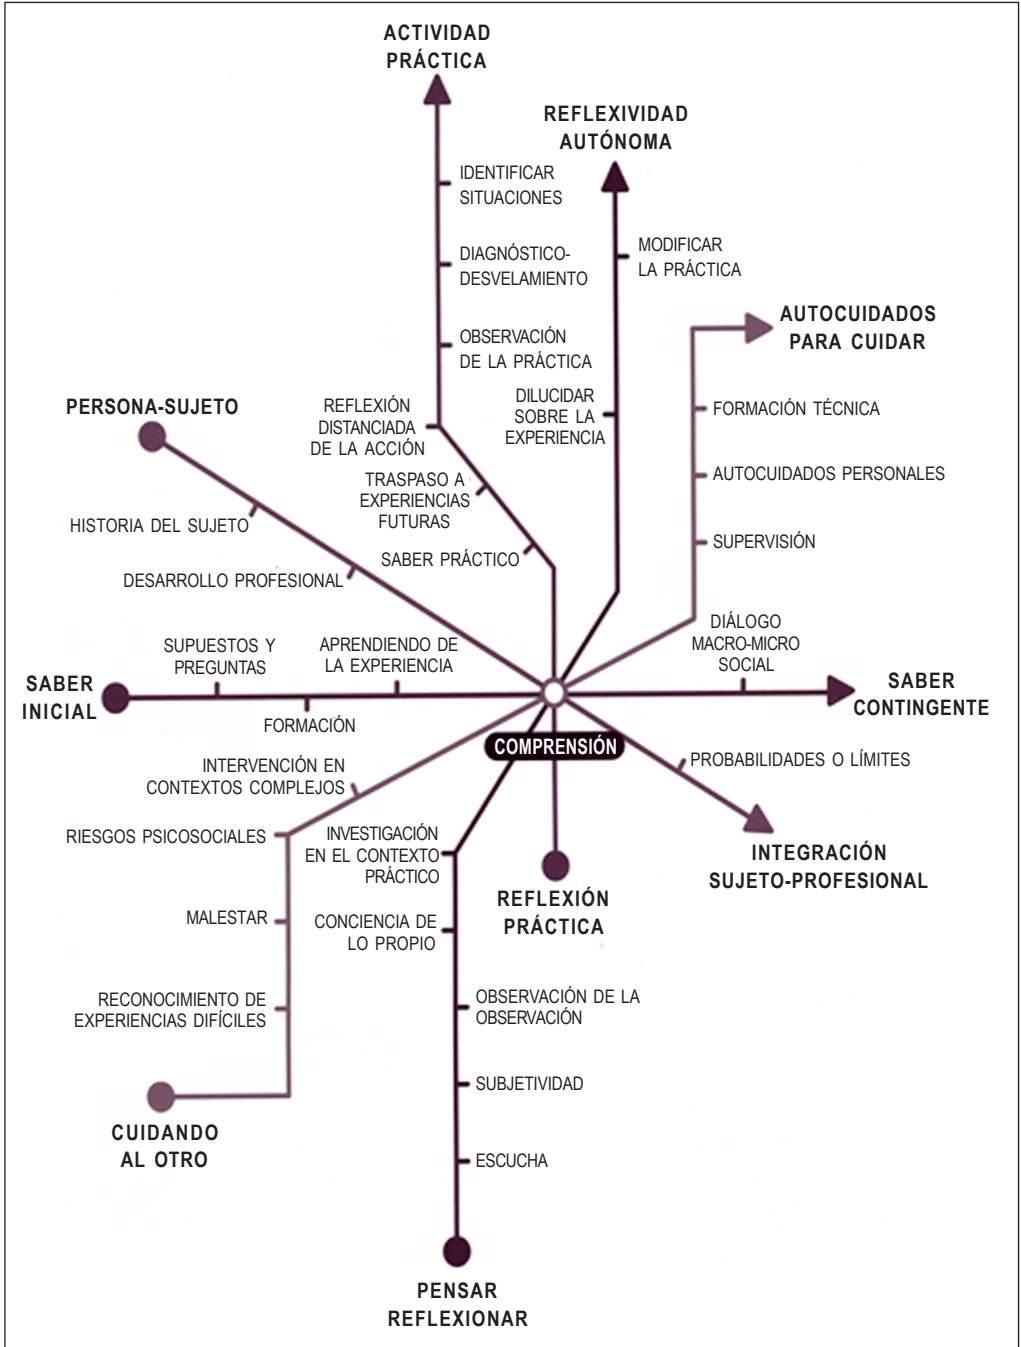 ACTIVIDAD
PRÁCTICA
REFLEXIVIDAD
AUTÓNOMA
IDENTIFICAR
SITUACIONES
MODIFICAR
LA PRÁCTICA
DIAGNÓSTICO-
DESVELAMIENTO
AUTOCUIDADOS
PARA CUIDAR
OBSERVACIÓN
DE LA PRÁCTICA
PERSONA-SUJETO
REFLEXIÓN
DISTANCIADA
DE LA ACCIÓN
DILUCIDAR
SOBRE LA
EXPERIENCIA
FORMACIÓN TÉCNICA
TRASPASO A
EXPERIENCIAS
FUTURAS
AUTOCUIDADOS PERSONALES
HISTORIA DEL SUJETO
SABER PRÁCTICO
SUPERVISIÓN
DESARROLLO PROFESIONAL
DIÁLOGO
MACRO-MICRO
SOCIAL
SUPUESTOS Y
PREGUNTAS
APRENDIENDO DE
LA EXPERIENCIA
SABER
INICIAL
SABER
CONTINGENTE
FORMACIÓN
COMPRENSIÓN
INTERVENCIÓN EN
CONTEXTOS COMPLEJOS
PROBABILIDADES O LÍMITES
RIESGOS PSICOSOCIALES
INVESTIGACIÓN
EN EL CONTEXTO
PRÁCTICO
INTEGRACIÓN
SUJETO-PROFESIONAL
REFLEXIÓN
PRÁCTICA
MALESTAR
CONCIENCIA DE
LO PROPIO
RECONOCIMIENTO DE
EXPERIENCIAS DIFÍCILES
OBSERVACIÓN DE LA
OBSERVACIÓN
SUBJETIVIDAD
CUIDANDO
AL OTRO
ESCUCHA
PENSAR
REFLEXIONAR